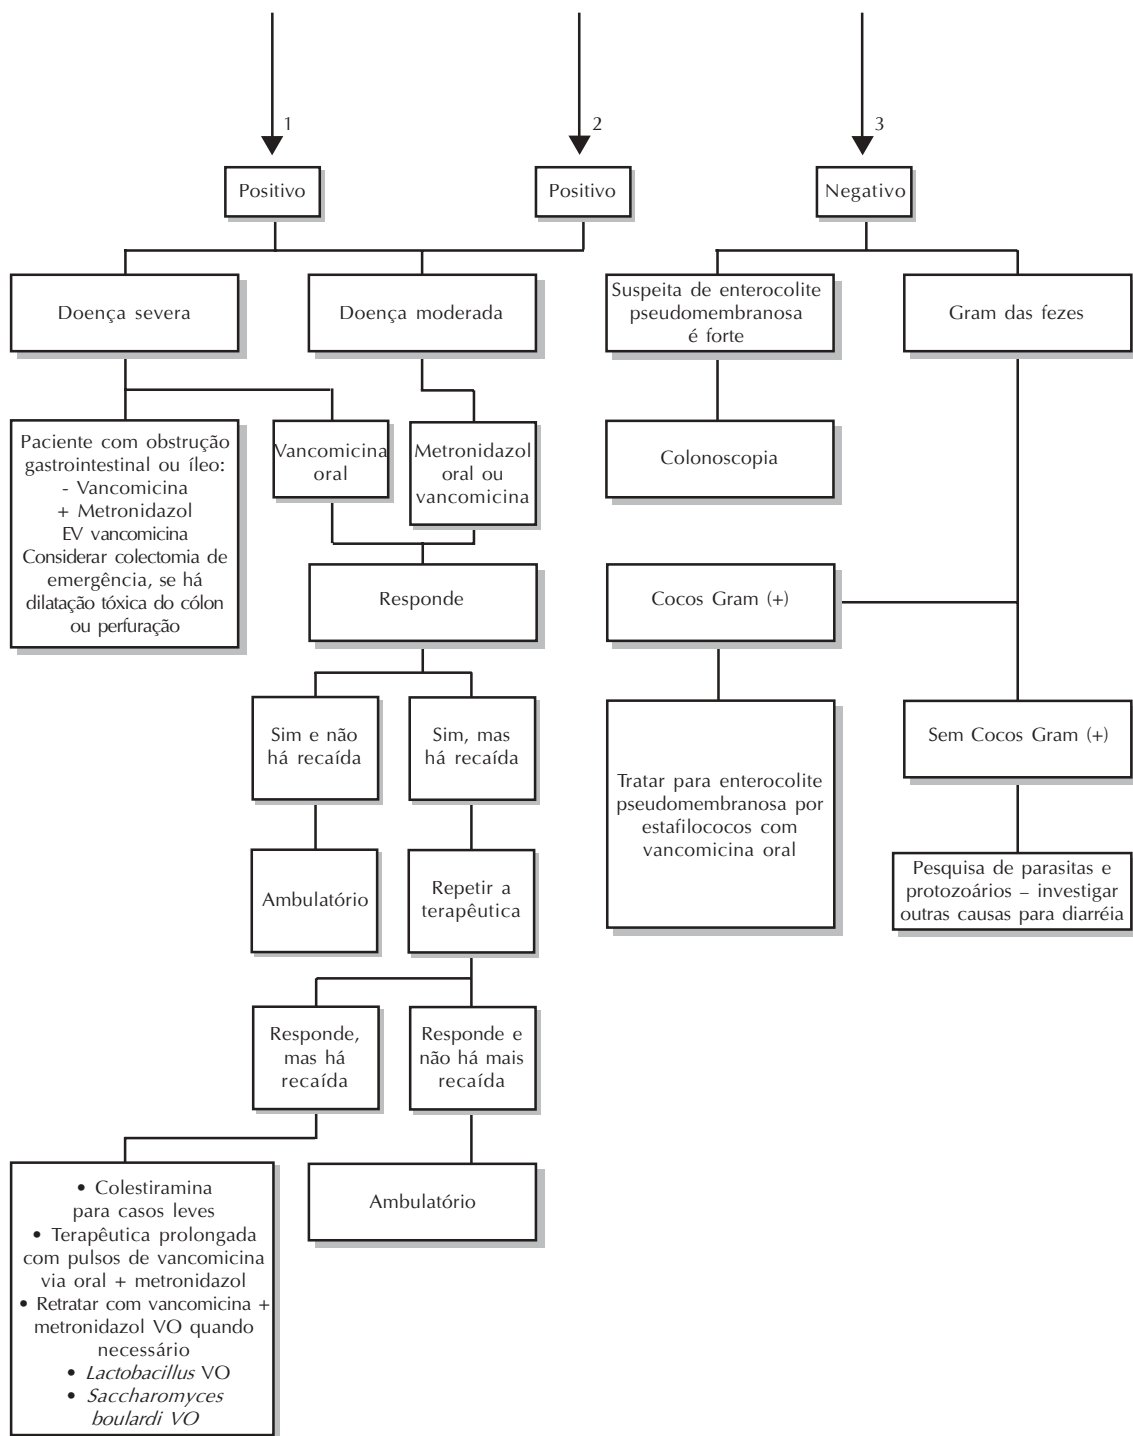 1
2
3
Positivo
Positivo
Negativo
Doença severa
Doença moderada
Suspeita de enterocolite
pseudomembranosa
é forte
Gram das fezes
Paciente com obstrução
gastrointestinal ou íleo:
- Vancomicina
+ Metronidazol
EV vancomicina
Considerar colectomia de
emergência, se há
dilatação tóxica do cólon
ou perfuração
Vancomicina
oral
Metronidazol
oral ou
vancomicina
Colonoscopia
Responde
Cocos Gram (+)
Sim e não
há recaída
Sim, mas
há recaída
Tratar para enterocolite
pseudomembranosa por
estafilococos com
vancomicina oral
Sem Cocos Gram (+)
Ambulatório
Repetir a
terapêutica
Pesquisa de parasitas e
protozoários – investigar
outras causas para diarréia
Responde,
mas há
recaída
Responde e
não há mais
recaída
• Colestiramina
para casos leves
• Terapêutica prolongada
com pulsos de vancomicina
via oral + metronidazol
• Retratar com vancomicina +
metronidazol VO quando
necessário
• Lactobacillus VO
• Saccharomyces
boulardi VO
Ambulatório